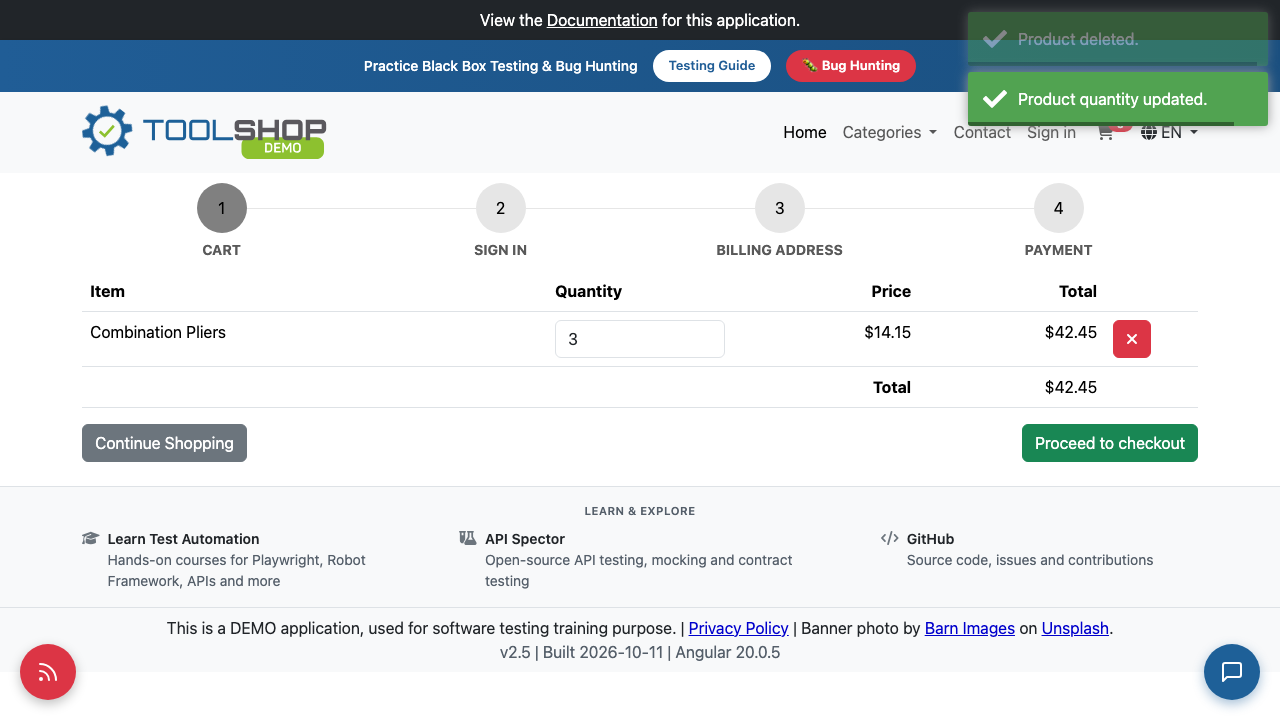 View the Documentation for this application.
Product deleted.
Practice Black Box Testing & Bug Hunting
Testing Guide
Bug Hunting
Product quantity updated.
TOOLSHOP
DEMO
Home
Categories
Contact
Sign in
EN
1
2
3
4
CART
SIGN IN
BILLING ADDRESS
PAYMENT
Item Quantity Price Total
Combination Pliers 3 $14.15 $42.45
Total $42.45
Continue Shopping
Proceed to checkout
LEARN & EXPLORE
Learn Test Automation
Hands-on courses for Playwright, Robot
Framework, APIs and more
API Spector
Open-source API testing, mocking and contract
testing
GitHub
Source code, issues and contributions
This is a DEMO application, used for software testing training purpose. | Privacy Policy | Banner photo by Barn Images on Unsplash.
v2.5 | Built 2026-10-11 | Angular 20.0.5